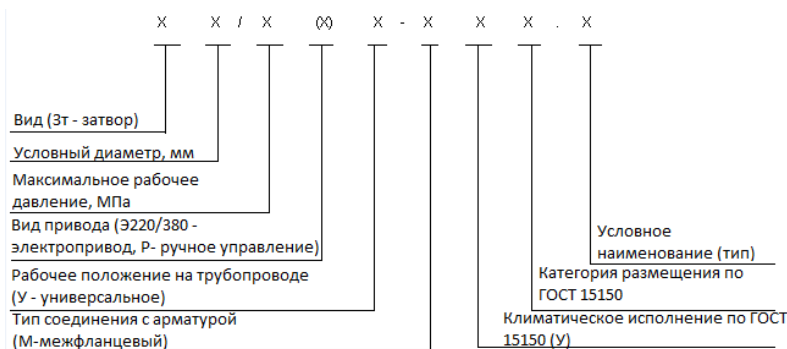 X X / X (X) X - X X X . X
Вид (Зт - затвор)
Условный диаметр, мм
Максимальное рабочее
давление, МПа
Вид привода (Э220/380 -
электропривод, Р- ручное управление)
Рабочее положение на трубопроводе
(У - универсальное)
Тип соединения с арматурой
(М-межфланцевый)
Условное
наименование (тип)
Категория размещения по
ГОСТ 15150
Климатическое исполнение по ГОСТ
15150 (У)